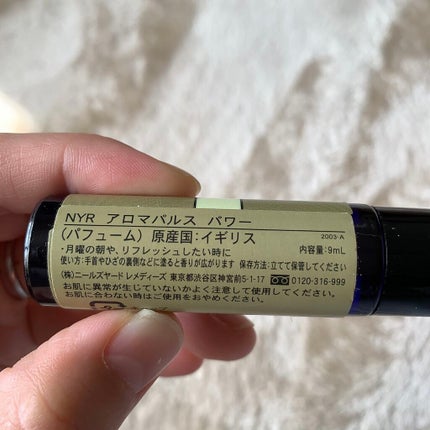 NYR アロマパルス パワー
2003-A
(パフューム) 原産国:イギリス 内容量:9mL
・月曜の朝や、リフレッシュしたい時に
使い方:手首やひざの裏側などに塗ると香りが広がります 保存方法:立てて保管してください
(株)ニールズヤード レメディーズ 東京都渋谷区神宮前5-1-17 0120-316-999
お肌に異常が生じていないかよく注意して使用してください。
お肌に合わない時はご使用をおやめください。